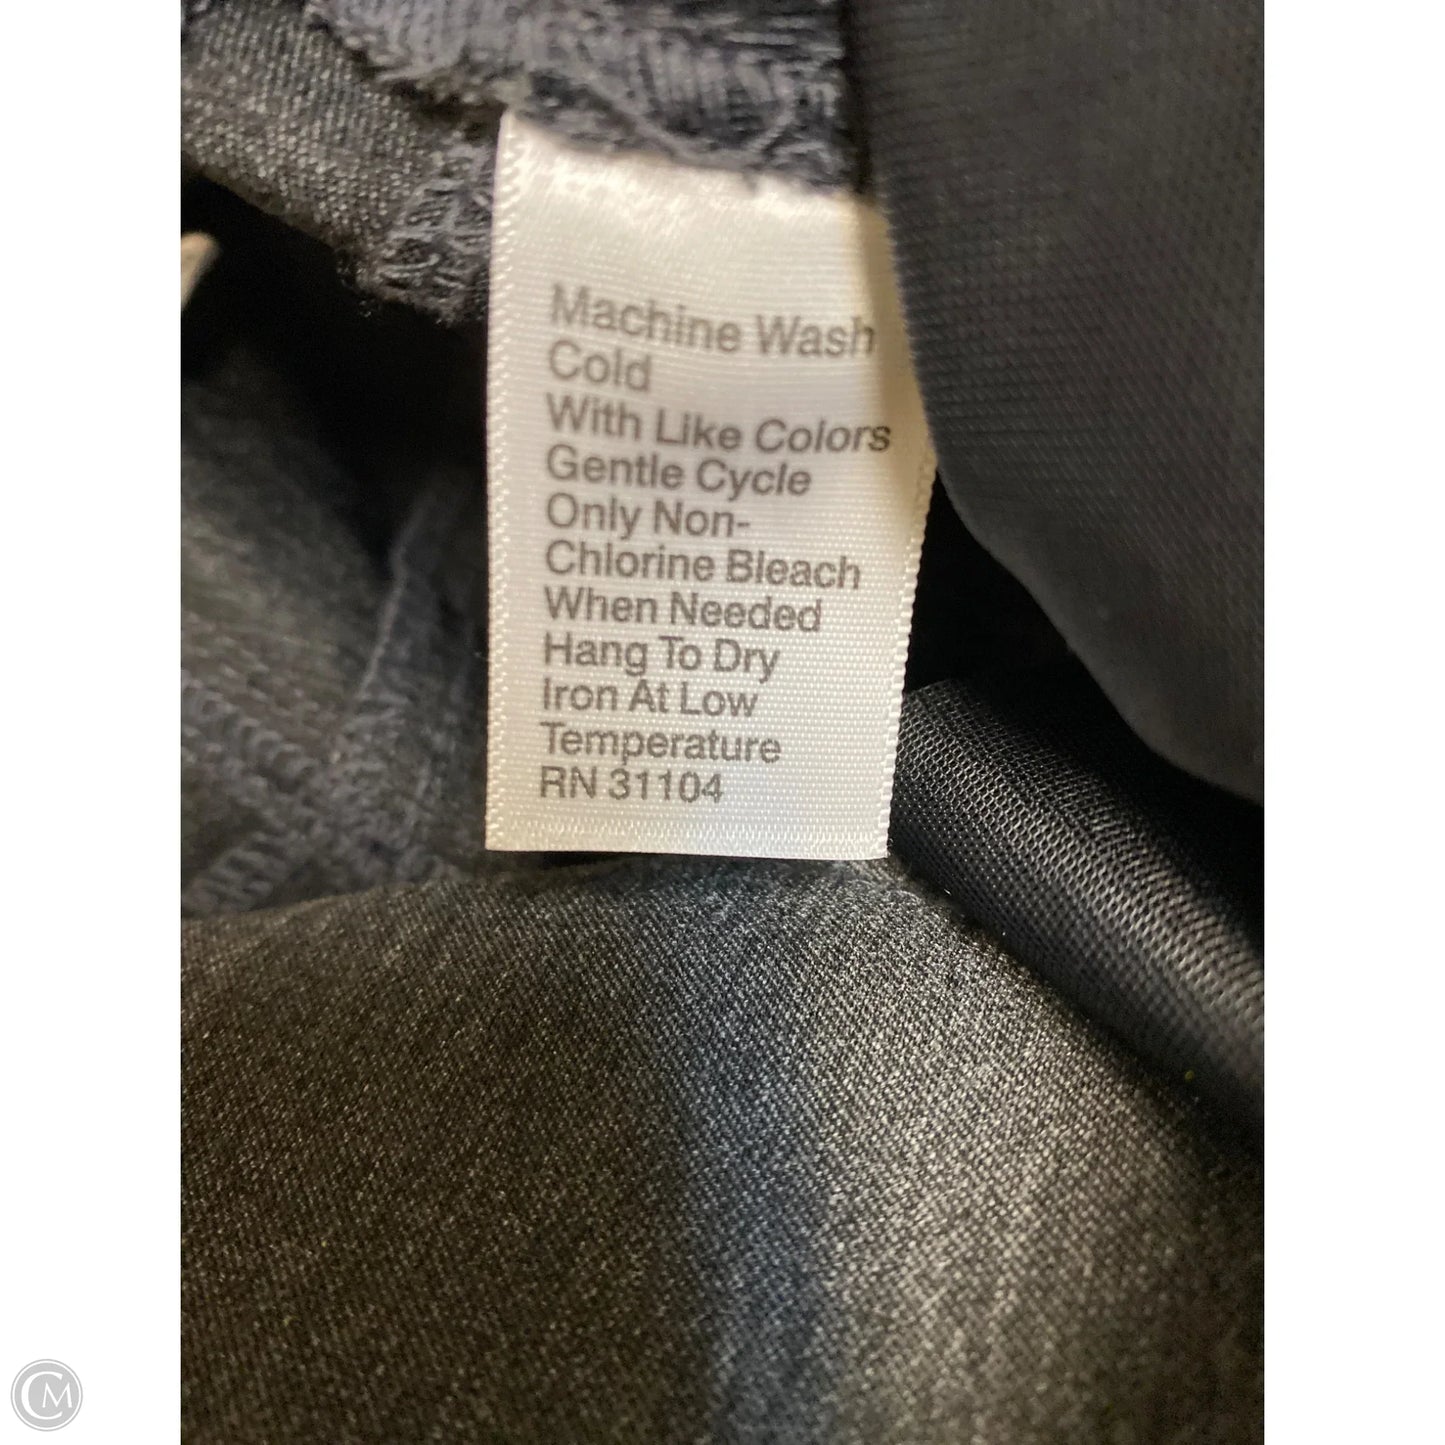 Machine Wash
Cold
With Like Colors
Gentle Cycle
Only Non-
Chlorine Bleach
When Needed
Hang To Dry
Iron At Low
Temperature
RN 31104
CM